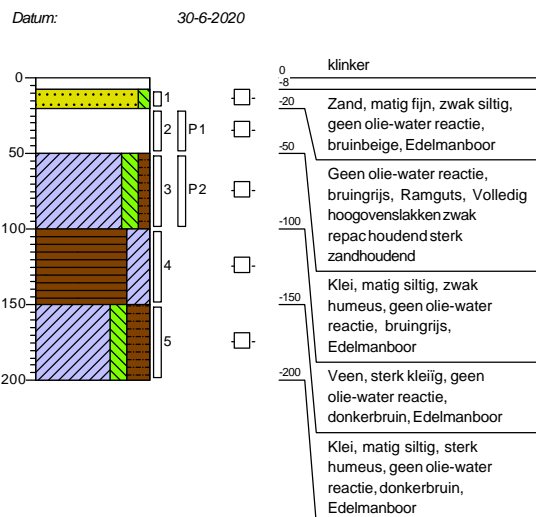 Datum: 30-6-2020
0
50
100
150
200
1
2
3
4
5
P1
P2
0
-8
-20
-50
-100
-150
-200
klinker
Zand, matig fijn, zwak siltig,
geen olie-water reactie,
bruinbeige, Edelmanboor
Geen olie-water reactie,
bruingrijs, Ramguts, Volledig
hoogovenslakken zwak
repac houdend sterk
zandhoudend
Klei, matig siltig, zwak
humeus, geen olie-water
reactie, bruingrijs,
Edelmanboor
Veen, sterk kleiïg, geen
olie-water reactie,
donkerbruin, Edelmanboor
Klei, matig siltig, sterk
humeus, geen olie-water
reactie, donkerbruin,
Edelmanboor